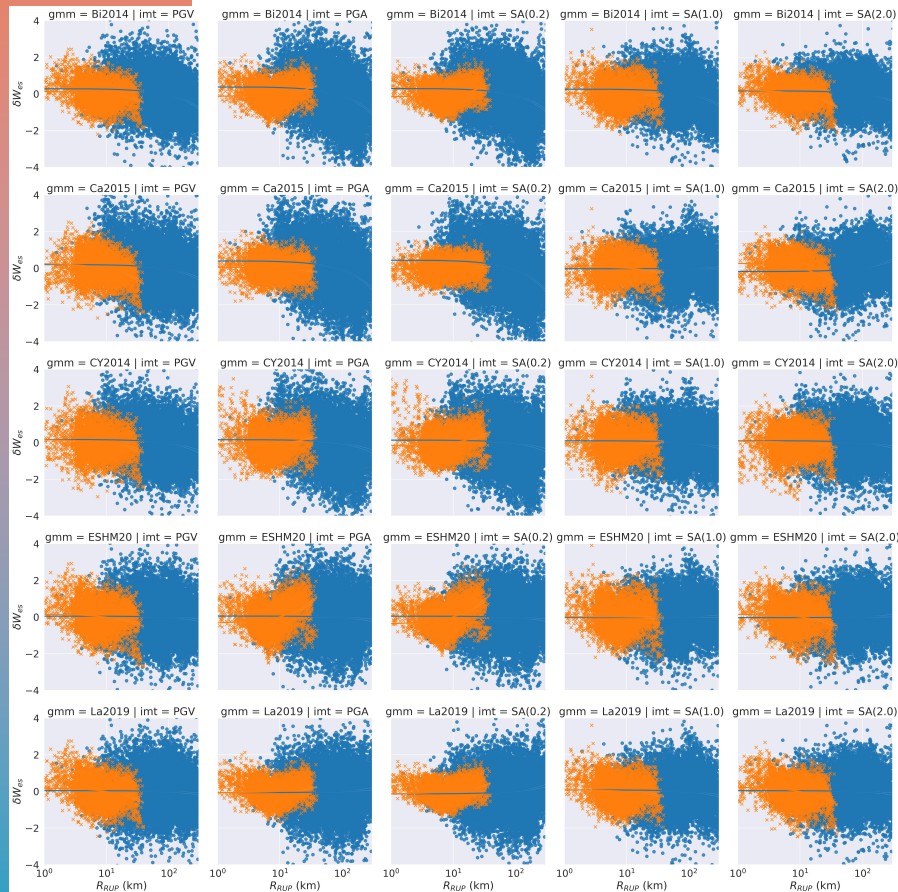 gmm = Bi2014 | imt = PGV gmm = Bi2014 | imt = PGA gmm = Bi2014 | imt = SA(0.2) gmm = Bi2014 | imt = SA(1.0) gmm = Bi2014 | imt = SA(2.0)
4
2
0
−2
−4
δW_es
gmm = Ca2015 | imt = PGV gmm = Ca2015 | imt = PGA gmm = Ca2015 | imt = SA(0.2) gmm = Ca2015 | imt = SA(1.0) gmm = Ca2015 | imt = SA(2.0)
4
2
0
−2
−4
δW_es
gmm = CY2014 | imt = PGV gmm = CY2014 | imt = PGA gmm = CY2014 | imt = SA(0.2) gmm = CY2014 | imt = SA(1.0) gmm = CY2014 | imt = SA(2.0)
4
2
0
−2
−4
δW_es
gmm = ESHM20 | imt = PGV gmm = ESHM20 | imt = PGA gmm = ESHM20 | imt = SA(0.2) gmm = ESHM20 | imt = SA(1.0) gmm = ESHM20 | imt = SA(2.0)
4
2
0
−2
−4
δW_es
gmm = La2019 | imt = PGV gmm = La2019 | imt = PGA gmm = La2019 | imt = SA(0.2) gmm = La2019 | imt = SA(1.0) gmm = La2019 | imt = SA(2.0)
4
2
0
−2
−4
δW_es
10^0 10^1 10^2 10^0 10^1 10^2 10^0 10^1 10^2 10^0 10^1 10^2 10^0 10^1 10^2
R_RUP (km) R_RUP (km) R_RUP (km) R_RUP (km) R_RUP (km)